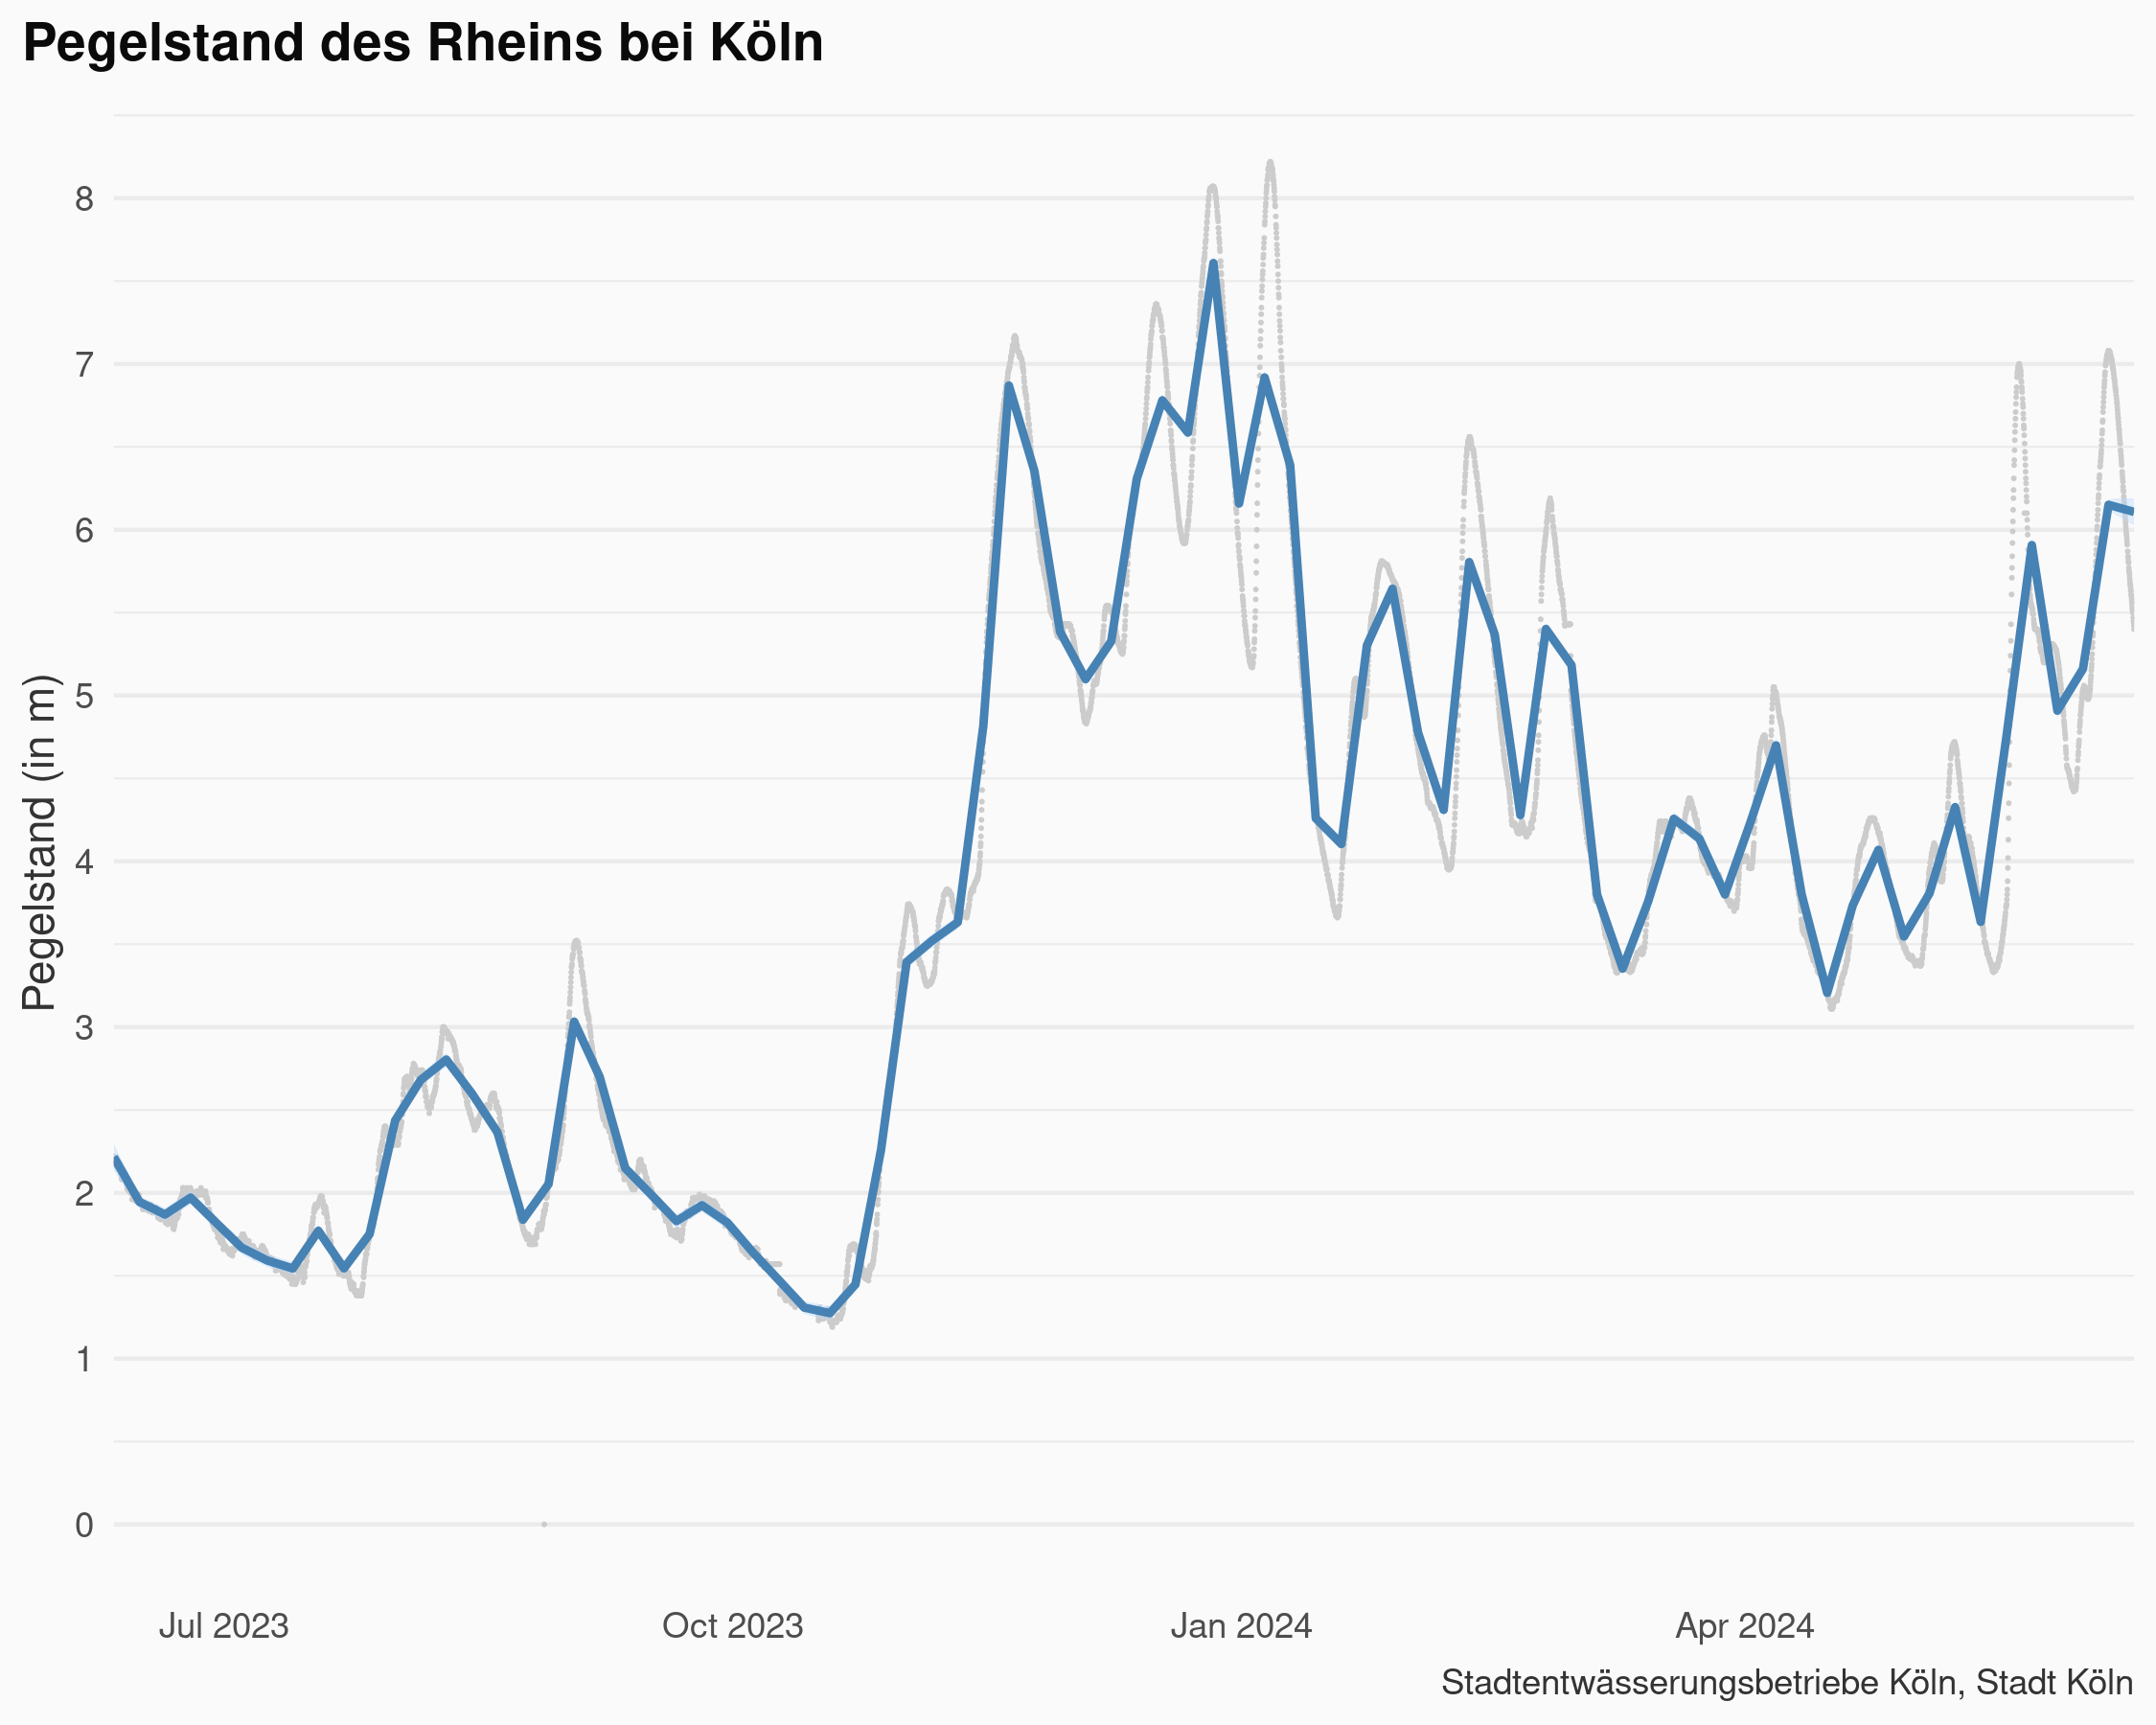 Pegelstand des Rheins bei Köln
Pegelstand (in m)
8
7
6
5
4
3
2
1
0
Jul 2023 Oct 2023 Jan 2024 Apr 2024
Stadtentwässerungsbetriebe Köln, Stadt Köln